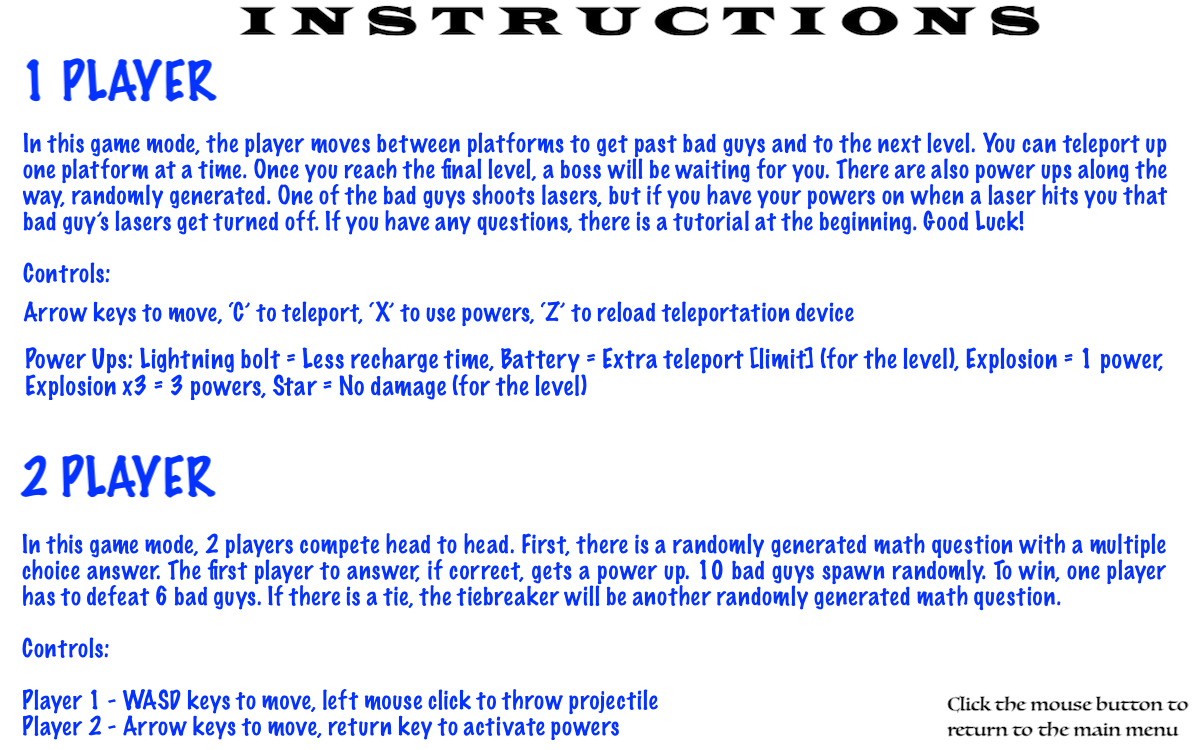 INSTRUCTIONS
1 PLAYER
In this game mode, the player moves between platforms to get past bad guys and to the next level. You can teleport up
one platform at a time. Once you reach the final level, a boss will be waiting for you. There are also power ups along the
way, randomly generated. One of the bad guys shoots lasers, but if you have your powers on when a laser hits you that
bad guy's lasers get turned off. If you have any questions, there is a tutorial at the beginning. Good Luck!
Controls:
Arrow keys to move, 'C' to teleport, 'X' to use powers, 'Z' to reload teleportation device
Power Ups: Lightning bolt = Less recharge time, Battery = Extra teleport [limit] (for the level), Explosion = 1 power,
Explosion x3 = 3 powers, Star = No damage (for the level)
2 PLAYER
In this game mode, 2 players compete head to head. First, there is a randomly generated math question with a multiple
choice answer. The first player to answer, if correct, gets a power up. 10 bad guys spawn randomly. To win, one player
has to defeat 6 bad guys. If there is a tie, the tiebreaker will be another randomly generated math question.
Controls:
Player 1 - WASD keys to move, left mouse click to throw projectile
Player 2 - Arrow keys to move, return key to activate powers
Click the mouse button to
return to the main menu